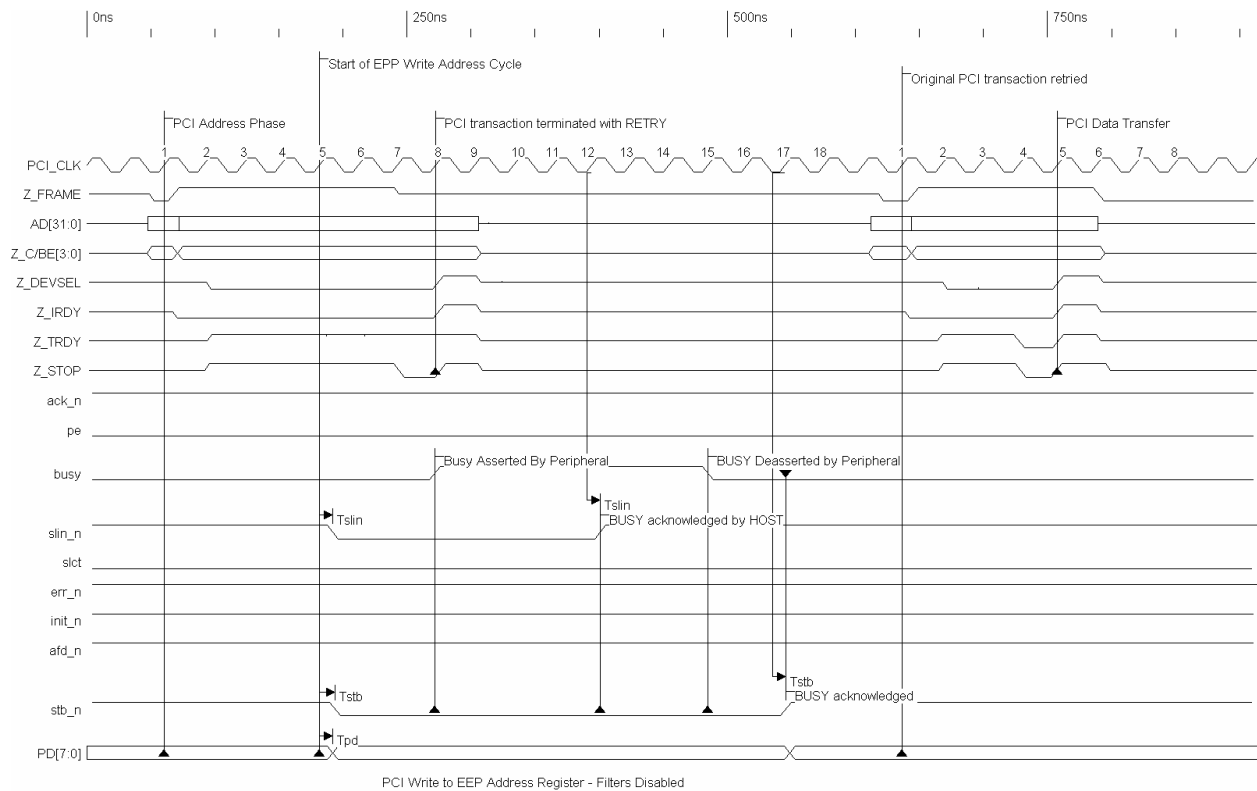 0ns 250ns 500ns 750ns
Start of EPP Write Address Cycle
Original PCI transaction retried
PCI Address Phase PCI transaction terminated with RETRY PCI Data Transfer
PCI_CLK 1 2 3 4 5 6 7 8 9 10 11 12 13 14 15 16 17 18 1 2 3 4 5 6 7 8
Z_FRAME
AD[31:0]
Z_C/BE[3:0]
Z_DEVSEL
Z_IRDY
Z_TRDY
Z_STOP
ack_n
pe
Busy Asserted By Peripheral BUSY Deasserted by Peripheral
busy
Tslin Tslin
BUSY acknowledged by HOST
slin_n
slct
err_n
init_n
afd_n
Tstb Tstb
BUSY acknowledged
stb_n
Tpd
PD[7:0]
PCI Write to EEP Address Register - Filters Disabled